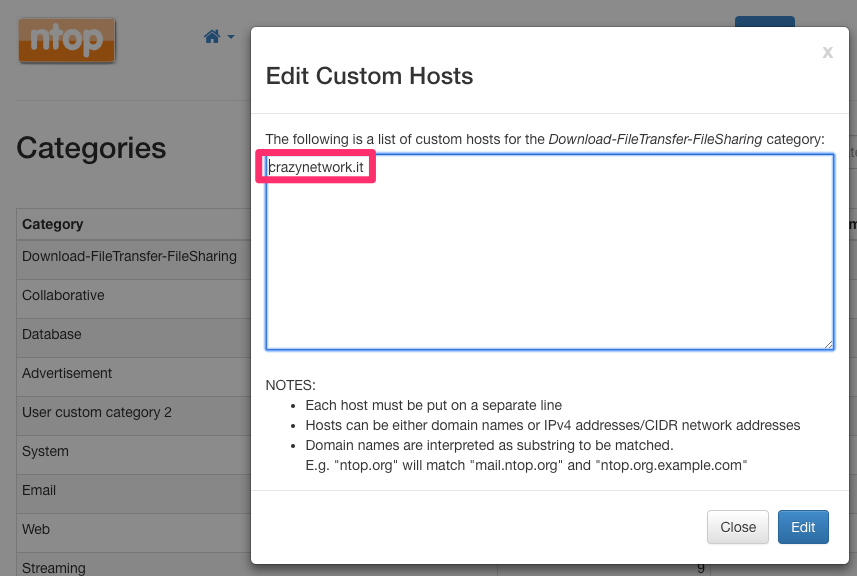 ntop
Categories
Category
Download-FileTransfer-FileSharing
Collaborative
Database
Advertisement
User custom category 2
System
Email
Web
Streaming
9
x
Edit Custom Hosts
The following is a list of custom hosts for the Download-FileTransfer-FileSharing category:
crazynetwork.it
NOTES:
• Each host must be put on a separate line
• Hosts can be either domain names or IPv4 addresses/CIDR network addresses
• Domain names are interpreted as substring to be matched.
E.g. "ntop.org" will match "mail.ntop.org" and "ntop.org.example.com"
Close
Edit